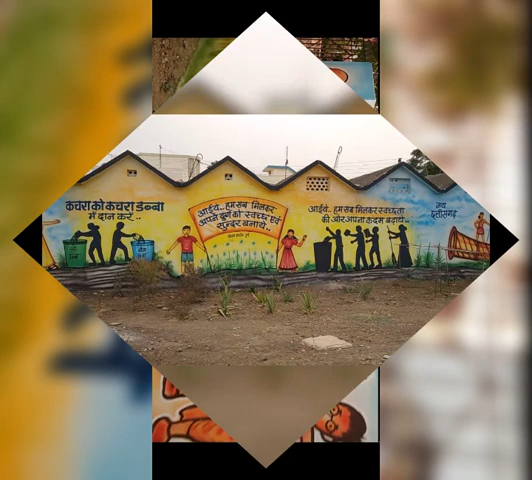 कचरा को कचरा डब्बा
में दान करें..
आईये.. हम सब मिलकर
अपने दुर्ग को स्वच्छ एवं
सुन्दर बनाये..
आईये.. हम सब मिलकर स्वच्छता
की ओर अपना कदम बढ़ाये..
जय
छत्तीसगढ़